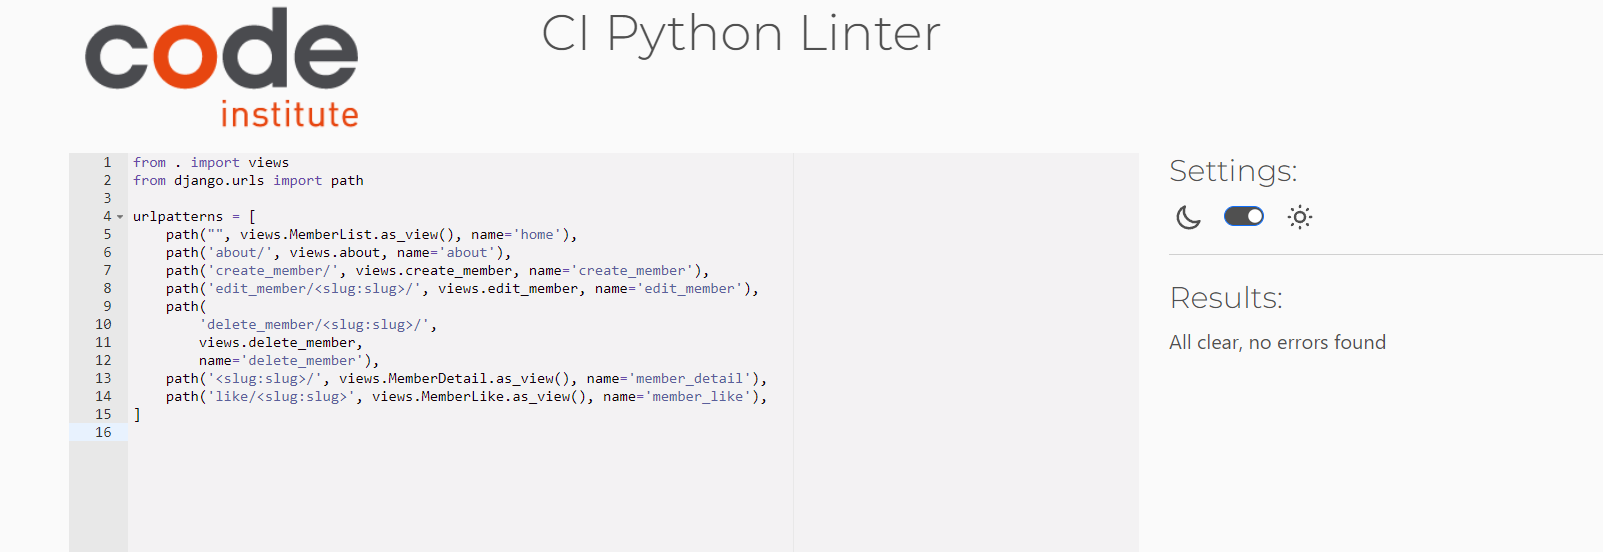 code
institute
CI Python Linter
1 from . import views
2 from django.urls import path
3
4 urlpatterns = [
5     path("", views.MemberList.as_view(), name='home'),
6     path('about/', views.about, name='about'),
7     path('create_member/', views.create_member, name='create_member'),
8     path('edit_member/<slug:slug>/', views.edit_member, name='edit_member'),
9     path(
10         'delete_member/<slug:slug>/',
11         views.delete_member,
12         name='delete_member'),
13     path('<slug:slug>/', views.MemberDetail.as_view(), name='member_detail'),
14     path('like/<slug:slug>', views.MemberLike.as_view(), name='member_like'),
15 ]
16
Settings:
Results:
All clear, no errors found